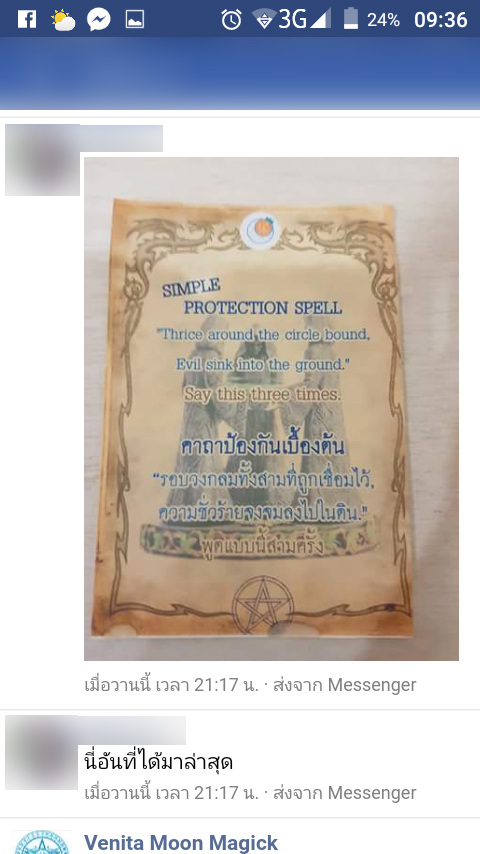 3G 24% 09:36
SIMPLE
PROTECTION SPELL
"Thrice around the circle bound,
Evil sink into the ground."
Say this three times.
คาถาป้องกันเบื้องต้น
“รอบวงกลมทั้งสามที่ถูกเชื่อมไว้,
ความชั่วร้ายจงจมลงไปในดิน.”
พูดแบบนี้สามครั้ง
เมื่อวานนี้ เวลา 21:17 น. · ส่งจาก Messenger
นี่อันที่ได้มาล่าสุด
เมื่อวานนี้ เวลา 21:17 น. · ส่งจาก Messenger
Venita Moon Magick